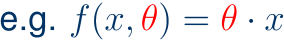 e.g. f(x, θ) = θ · x